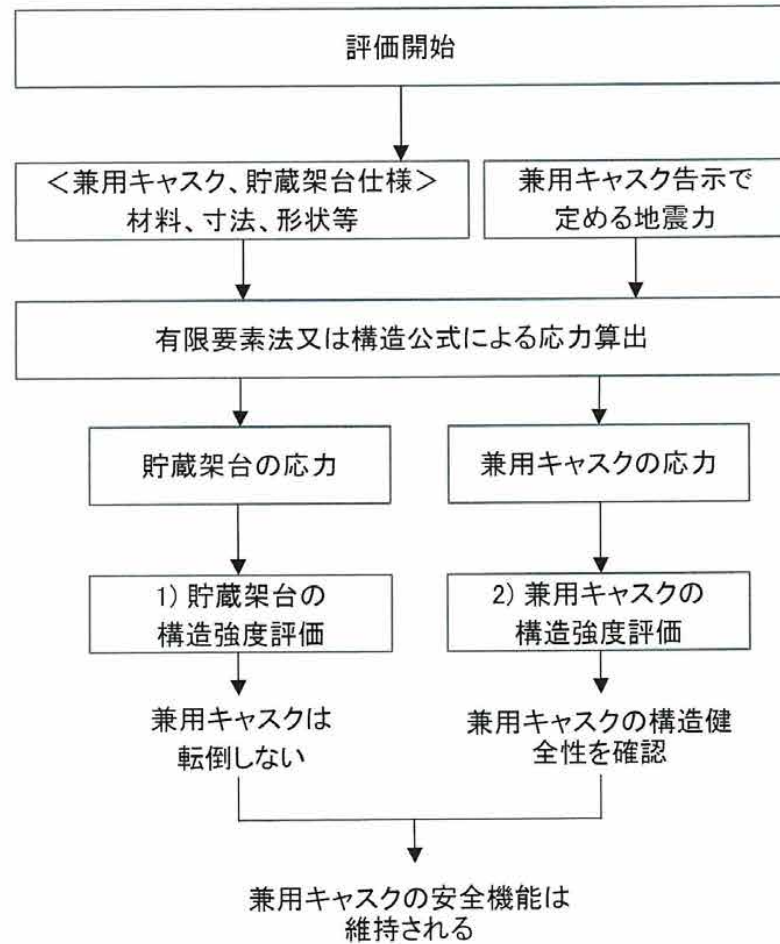 評価開始
＜兼用キャスク、貯蔵架台仕様＞
材料、寸法、形状等
兼用キャスク告示で
定める地震力
有限要素法又は構造公式による応力算出
貯蔵架台の応力
兼用キャスクの応力
1) 貯蔵架台の
構造強度評価
2) 兼用キャスクの
構造強度評価
兼用キャスクは
転倒しない
兼用キャスクの構造健
全性を確認
兼用キャスクの安全機能は
維持される